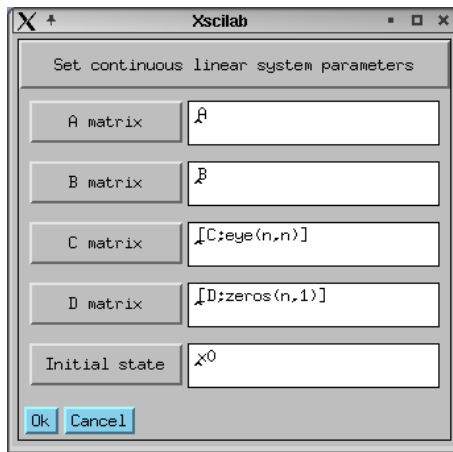 Xscilab
Set continuous linear system parameters
A matrix
A
B matrix
B
C matrix
[C;eye(n,n)]
D matrix
[D;zeros(n,1)]
Initial state
x0
Ok Cancel